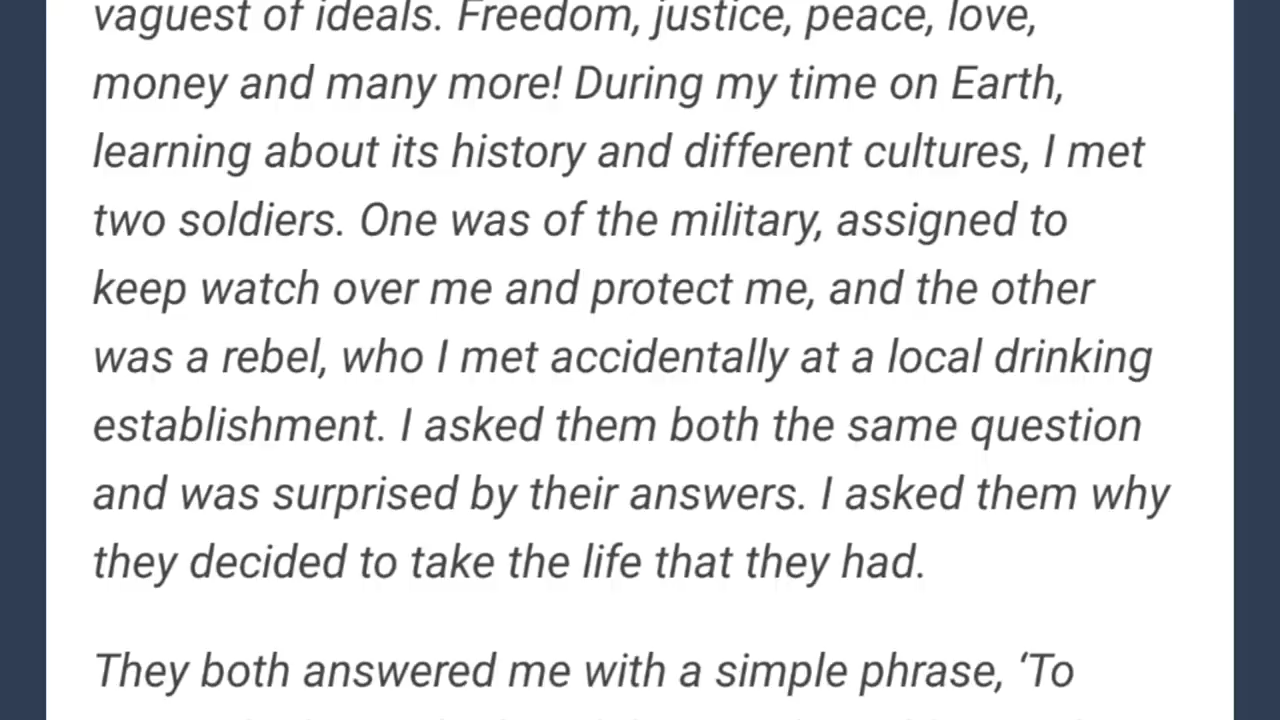 vaguest of ideals. Freedom, justice, peace, love,
money and many more! During my time on Earth,
learning about its history and different cultures, I met
two soldiers. One was of the military, assigned to
keep watch over me and protect me, and the other
was a rebel, who I met accidentally at a local drinking
establishment. I asked them both the same question
and was surprised by their answers. I asked them why
they decided to take the life that they had.
They both answered me with a simple phrase, ‘To